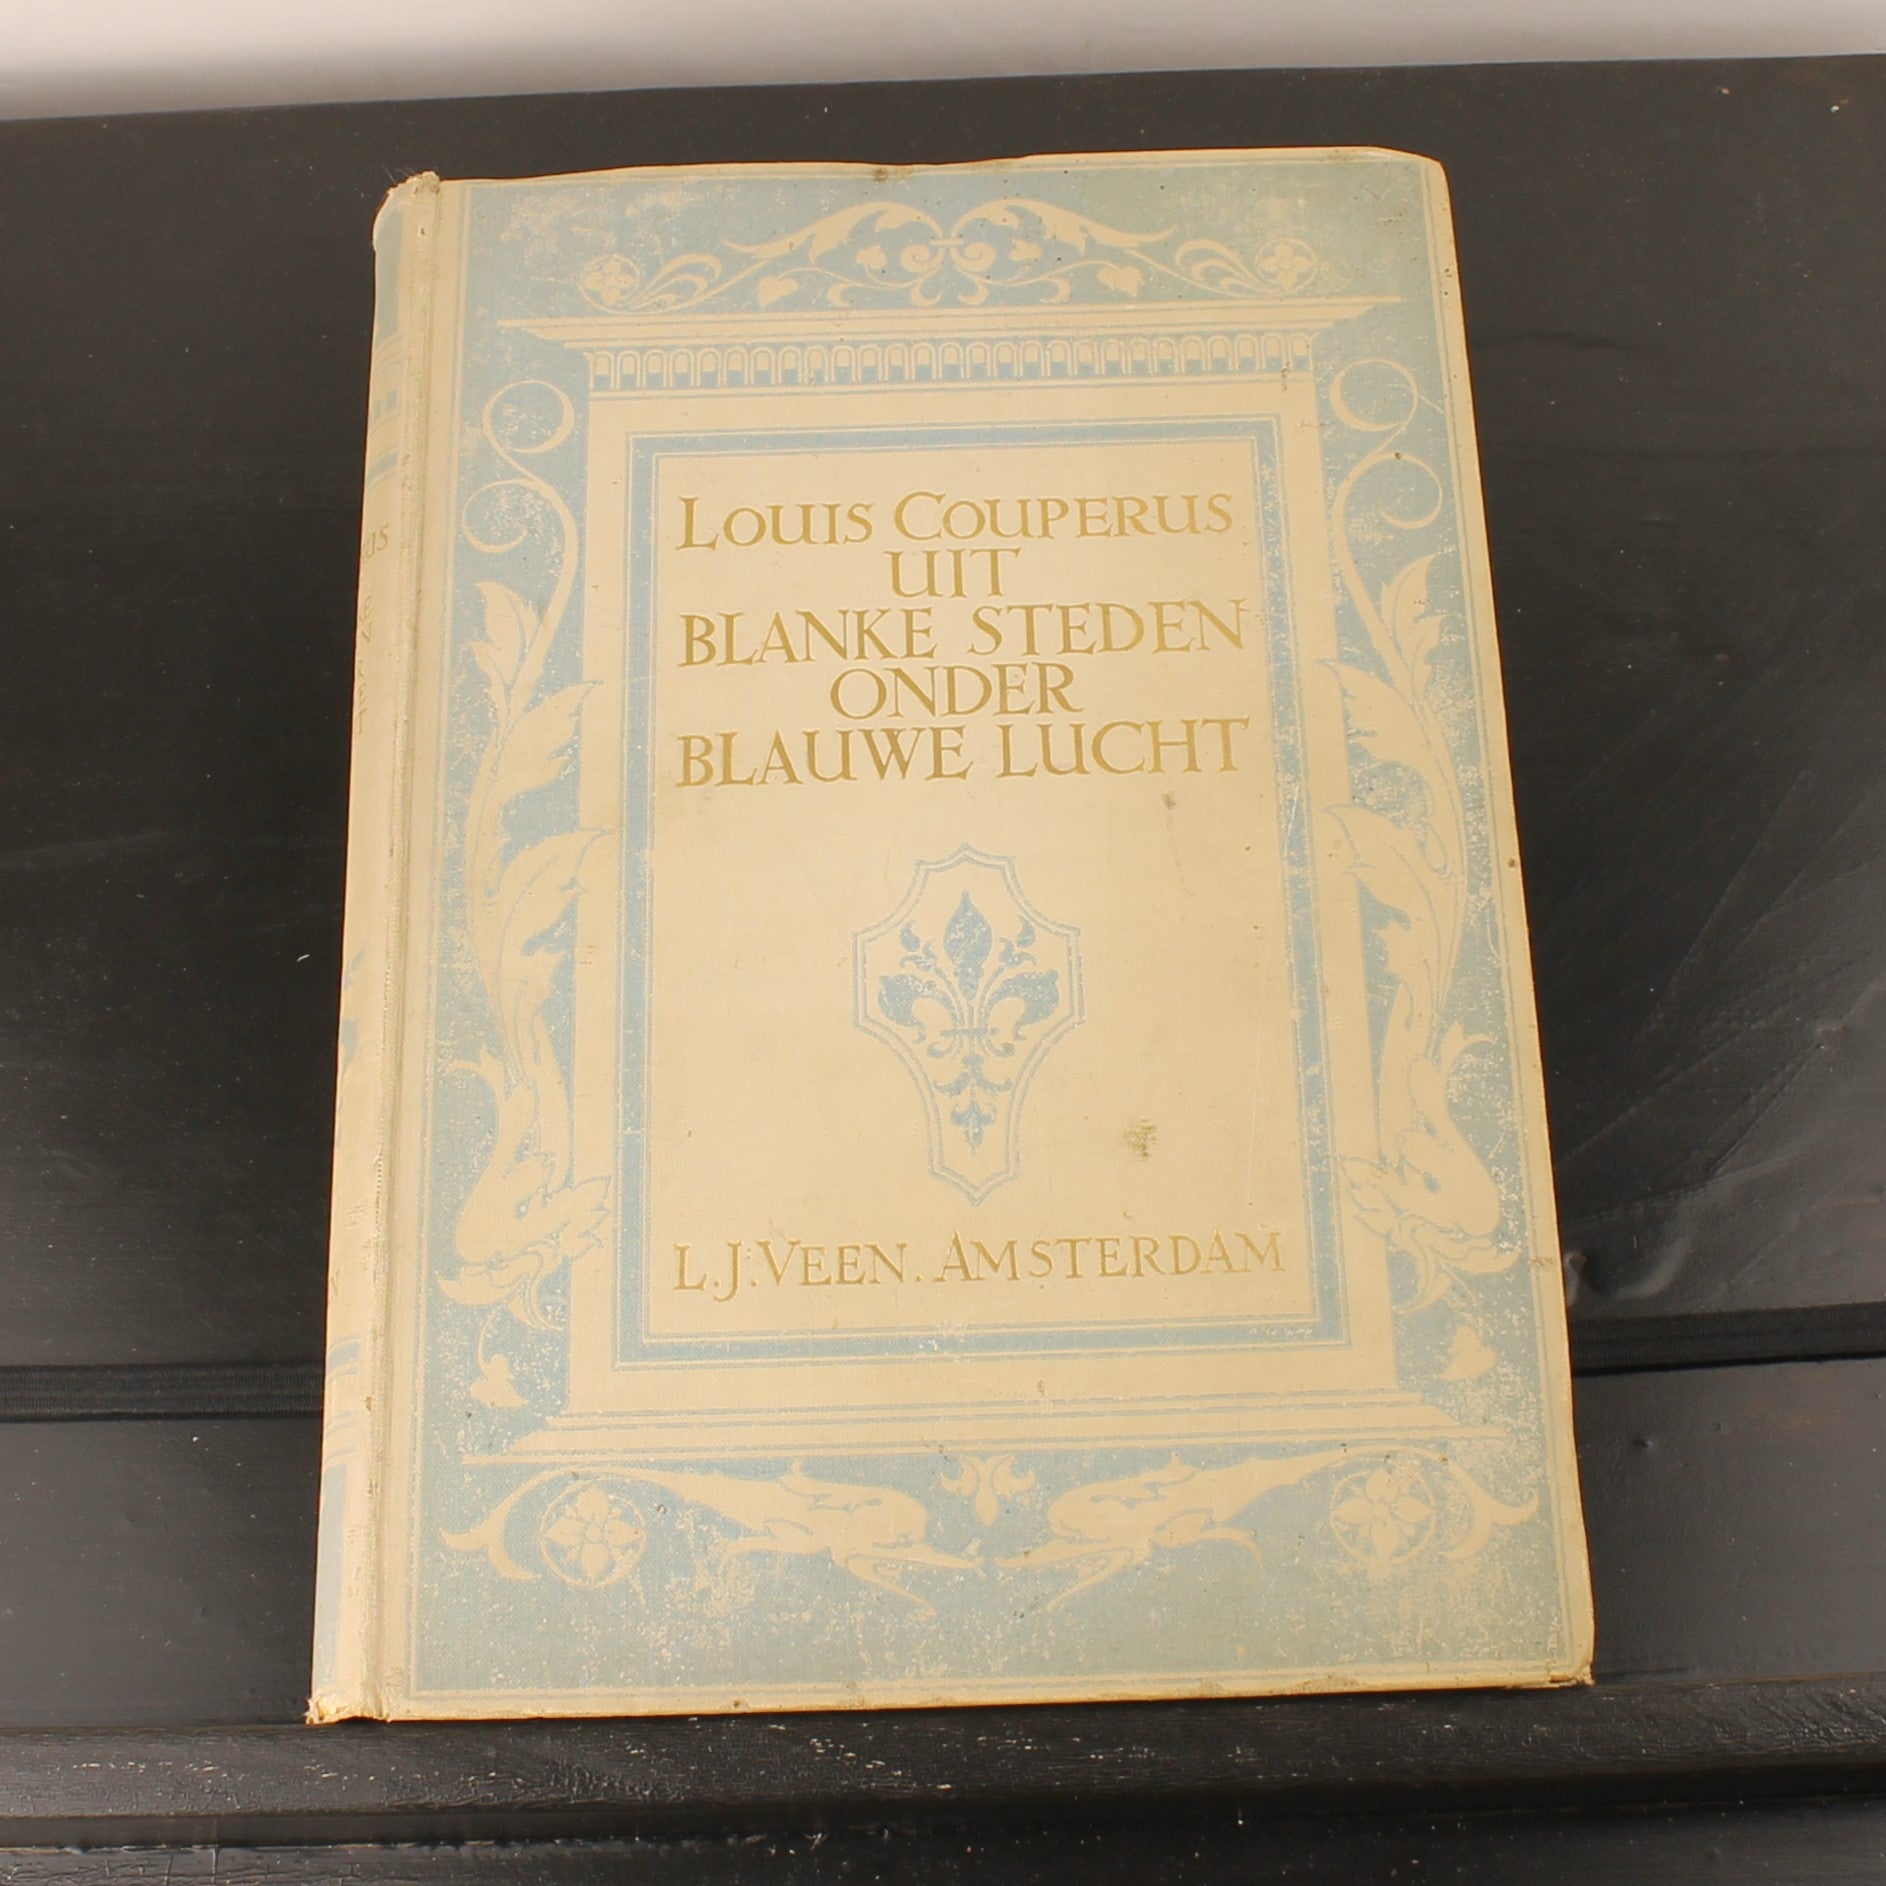 LOUIS COUPERUS
UIT
BLANKE STEDEN
ONDER
BLAUWE LUCHT
L.J. VEEN. AMSTERDAM